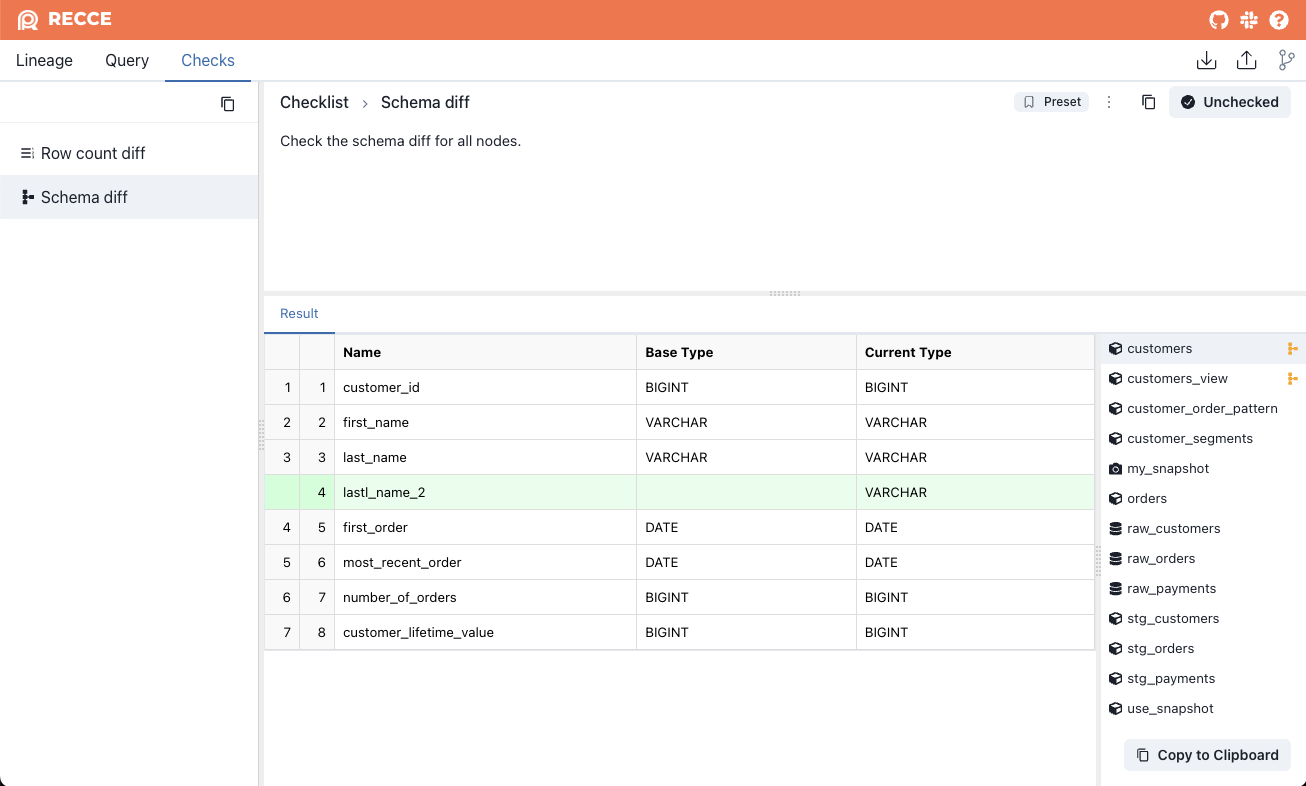 RECCE
Lineage Query Checks
Row count diff
Schema diff
Checklist › Schema diff Preset Unchecked
Check the schema diff for all nodes.
Result
Name Base Type Current Type
1 1 customer_id BIGINT BIGINT
2 2 first_name VARCHAR VARCHAR
3 3 last_name VARCHAR VARCHAR
4 lastl_name_2 VARCHAR
4 5 first_order DATE DATE
5 6 most_recent_order DATE DATE
6 7 number_of_orders BIGINT BIGINT
7 8 customer_lifetime_value BIGINT BIGINT
customers
customers_view
customer_order_pattern
customer_segments
my_snapshot
orders
raw_customers
raw_orders
raw_payments
stg_customers
stg_orders
stg_payments
use_snapshot
Copy to Clipboard